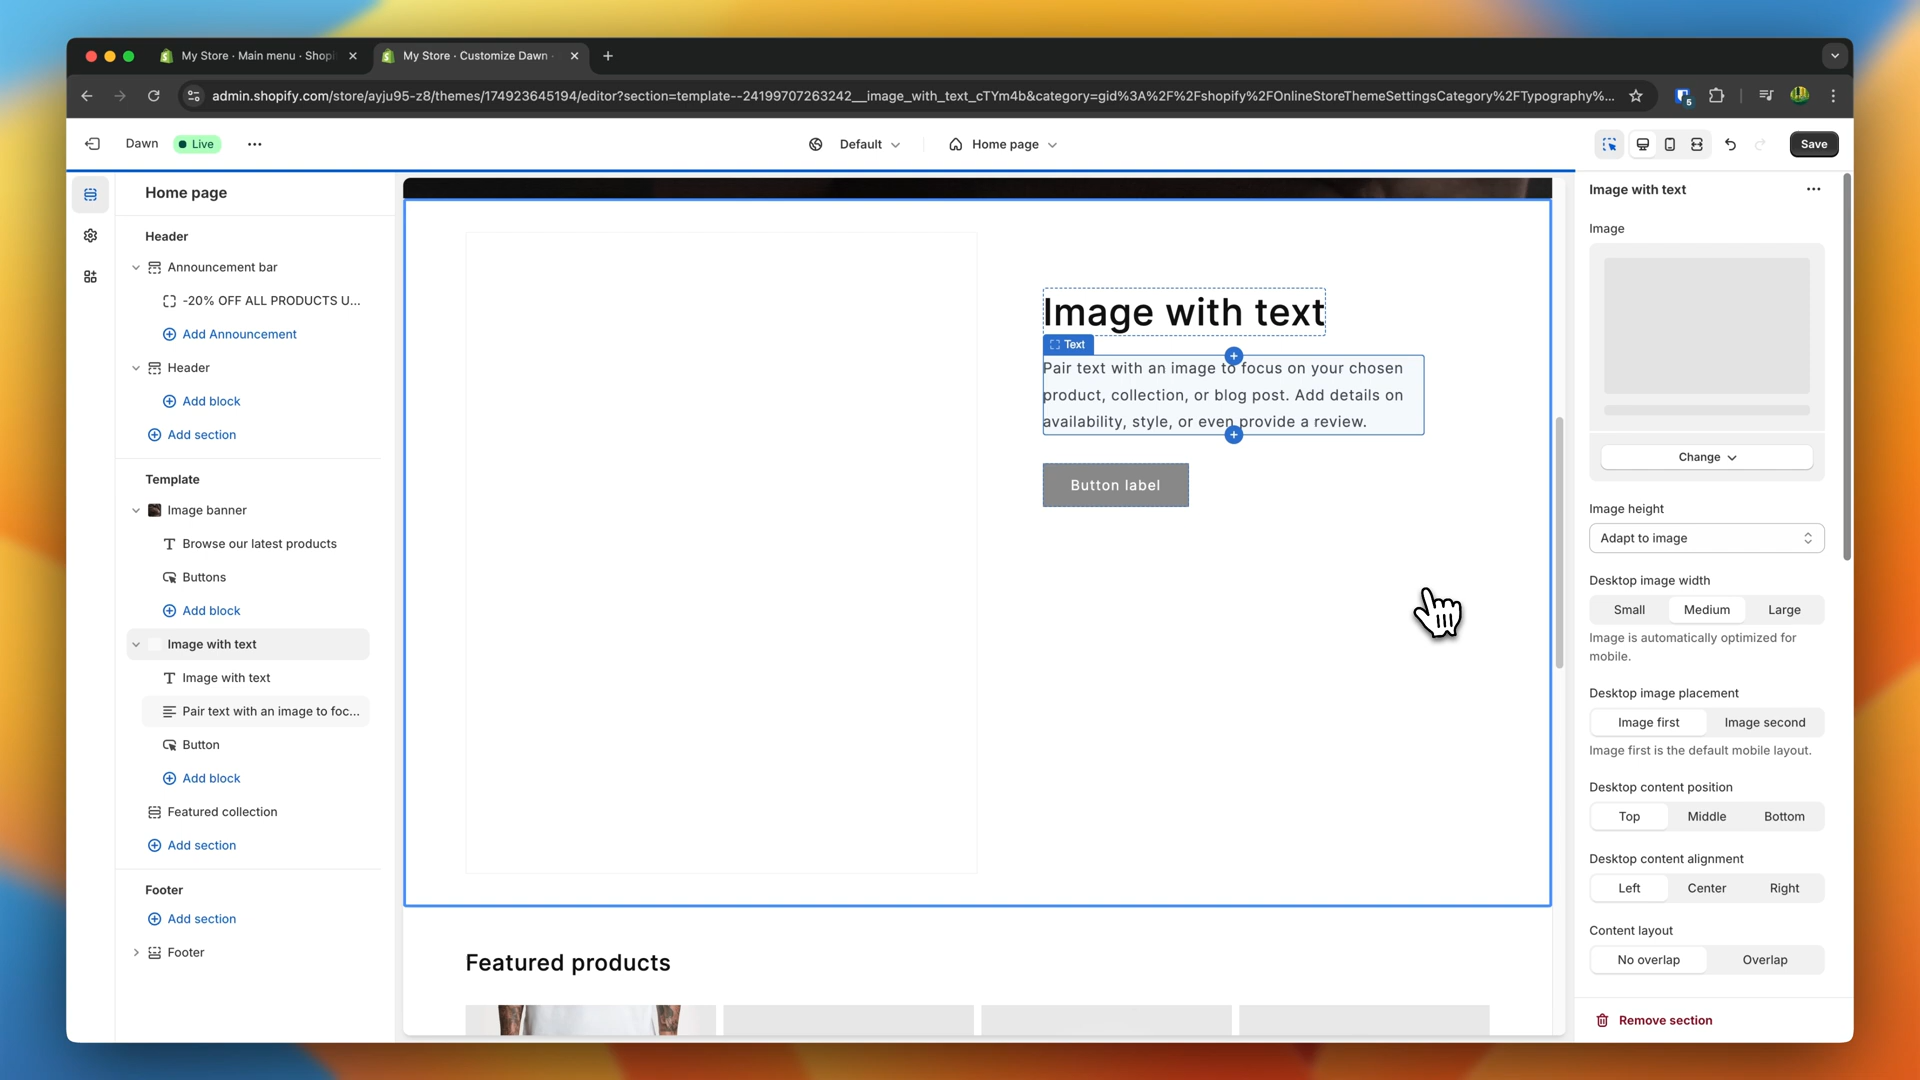 My Store · Main menu · Shopi
My Store · Customize Dawn ·
admin.shopify.com/store/ayju95-z8/themes/174923645194/editor?section=template--24199707263242__image_with_text_cTYm4b&category=gid%3A%2F%2Fshopify%2FOnlineStoreThemeSettingsCategory%2FTypography%...
5
Dawn
Live
Default
Home page
Save
Home page
Header
Announcement bar
-20% OFF ALL PRODUCTS U...
Add Announcement
Header
Add block
Add section
Template
Image banner
Browse our latest products
Buttons
Add block
Image with text
Image with text
Pair text with an image to foc...
Button
Add block
Featured collection
Add section
Footer
Add section
Footer
Image with text
Text
Pair text with an image to focus on your chosen
product, collection, or blog post. Add details on
availability, style, or even provide a review.
Button label
Featured products
Image with text
Image
Change
Image height
Adapt to image
Desktop image width
Small Medium Large
Image is automatically optimized for
mobile.
Desktop image placement
Image first Image second
Image first is the default mobile layout.
Desktop content position
Top Middle Bottom
Desktop content alignment
Left Center Right
Content layout
No overlap Overlap
Remove section